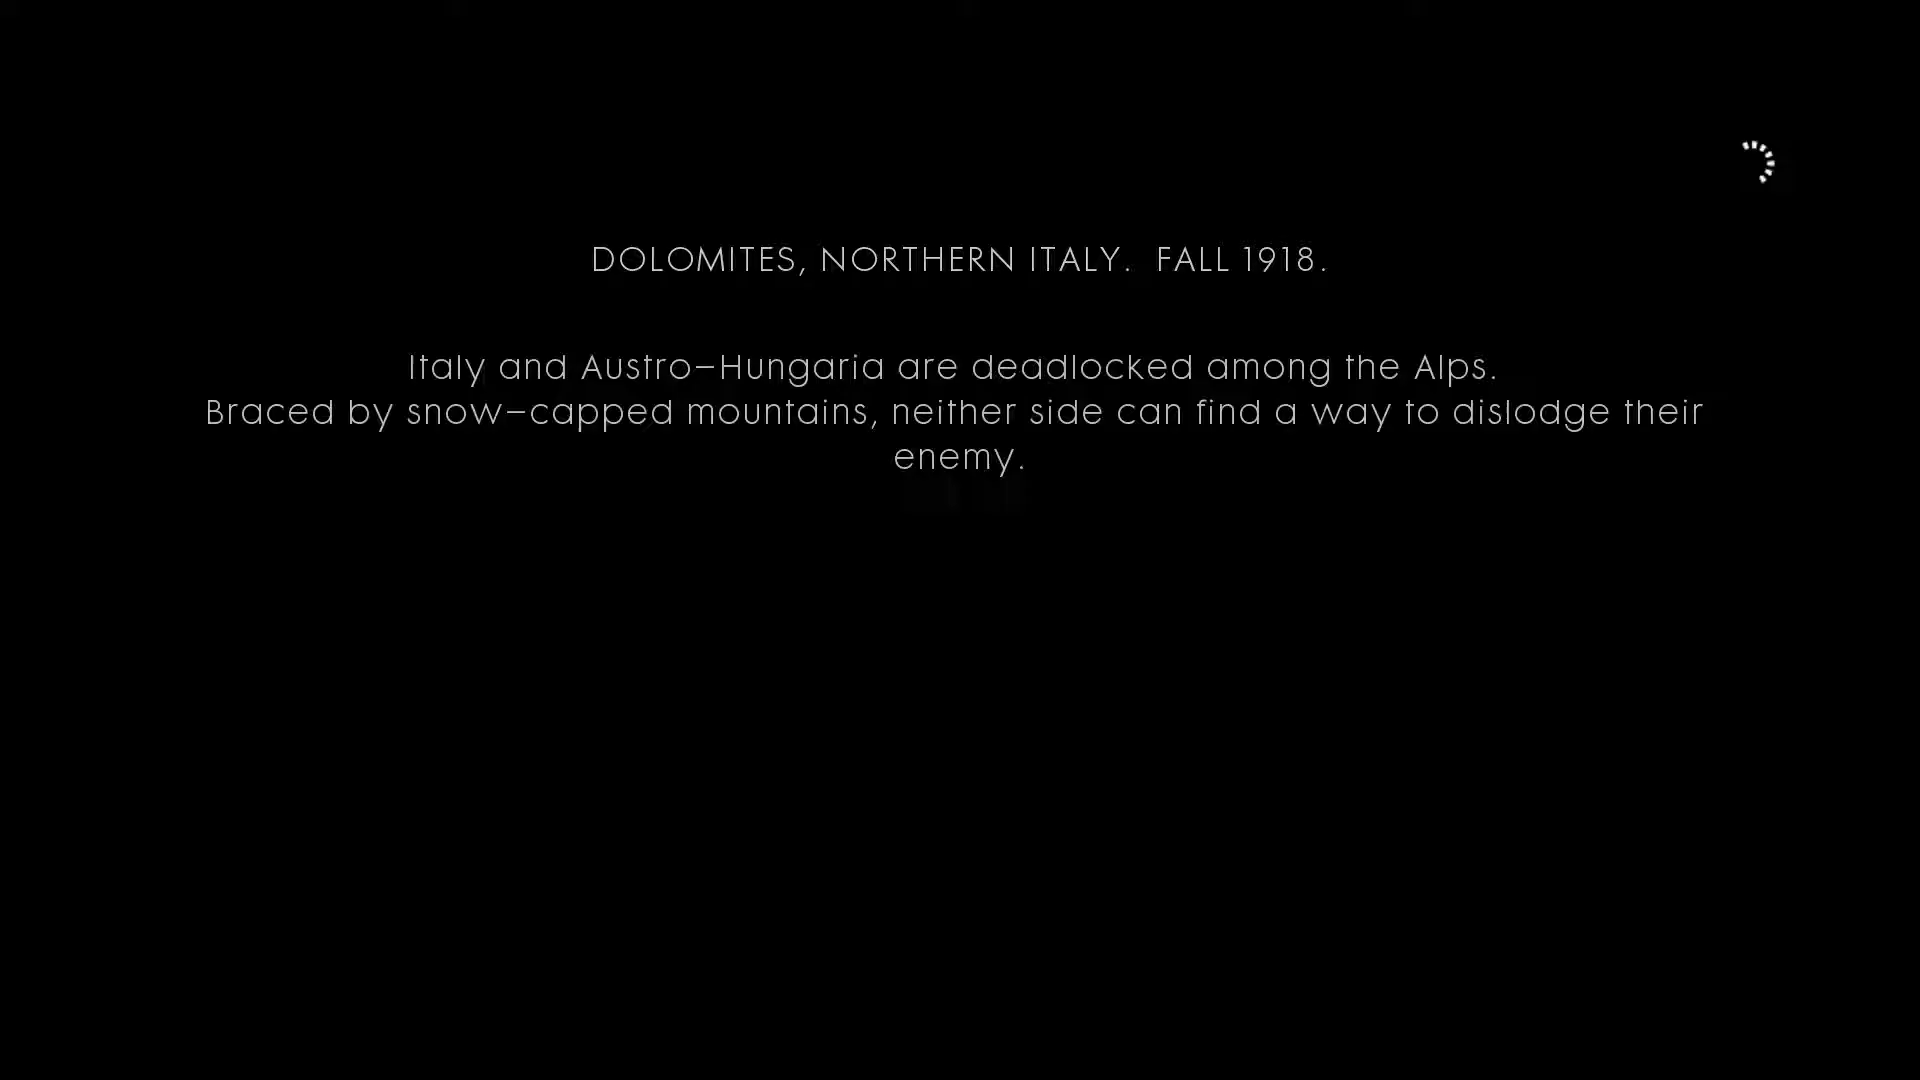 DOLOMITES, NORTHERN ITALY.  FALL 1918.
Italy and Austro-Hungaria are deadlocked among the Alps.
Braced by snow-capped mountains, neither side can find a way to dislodge their
enemy.